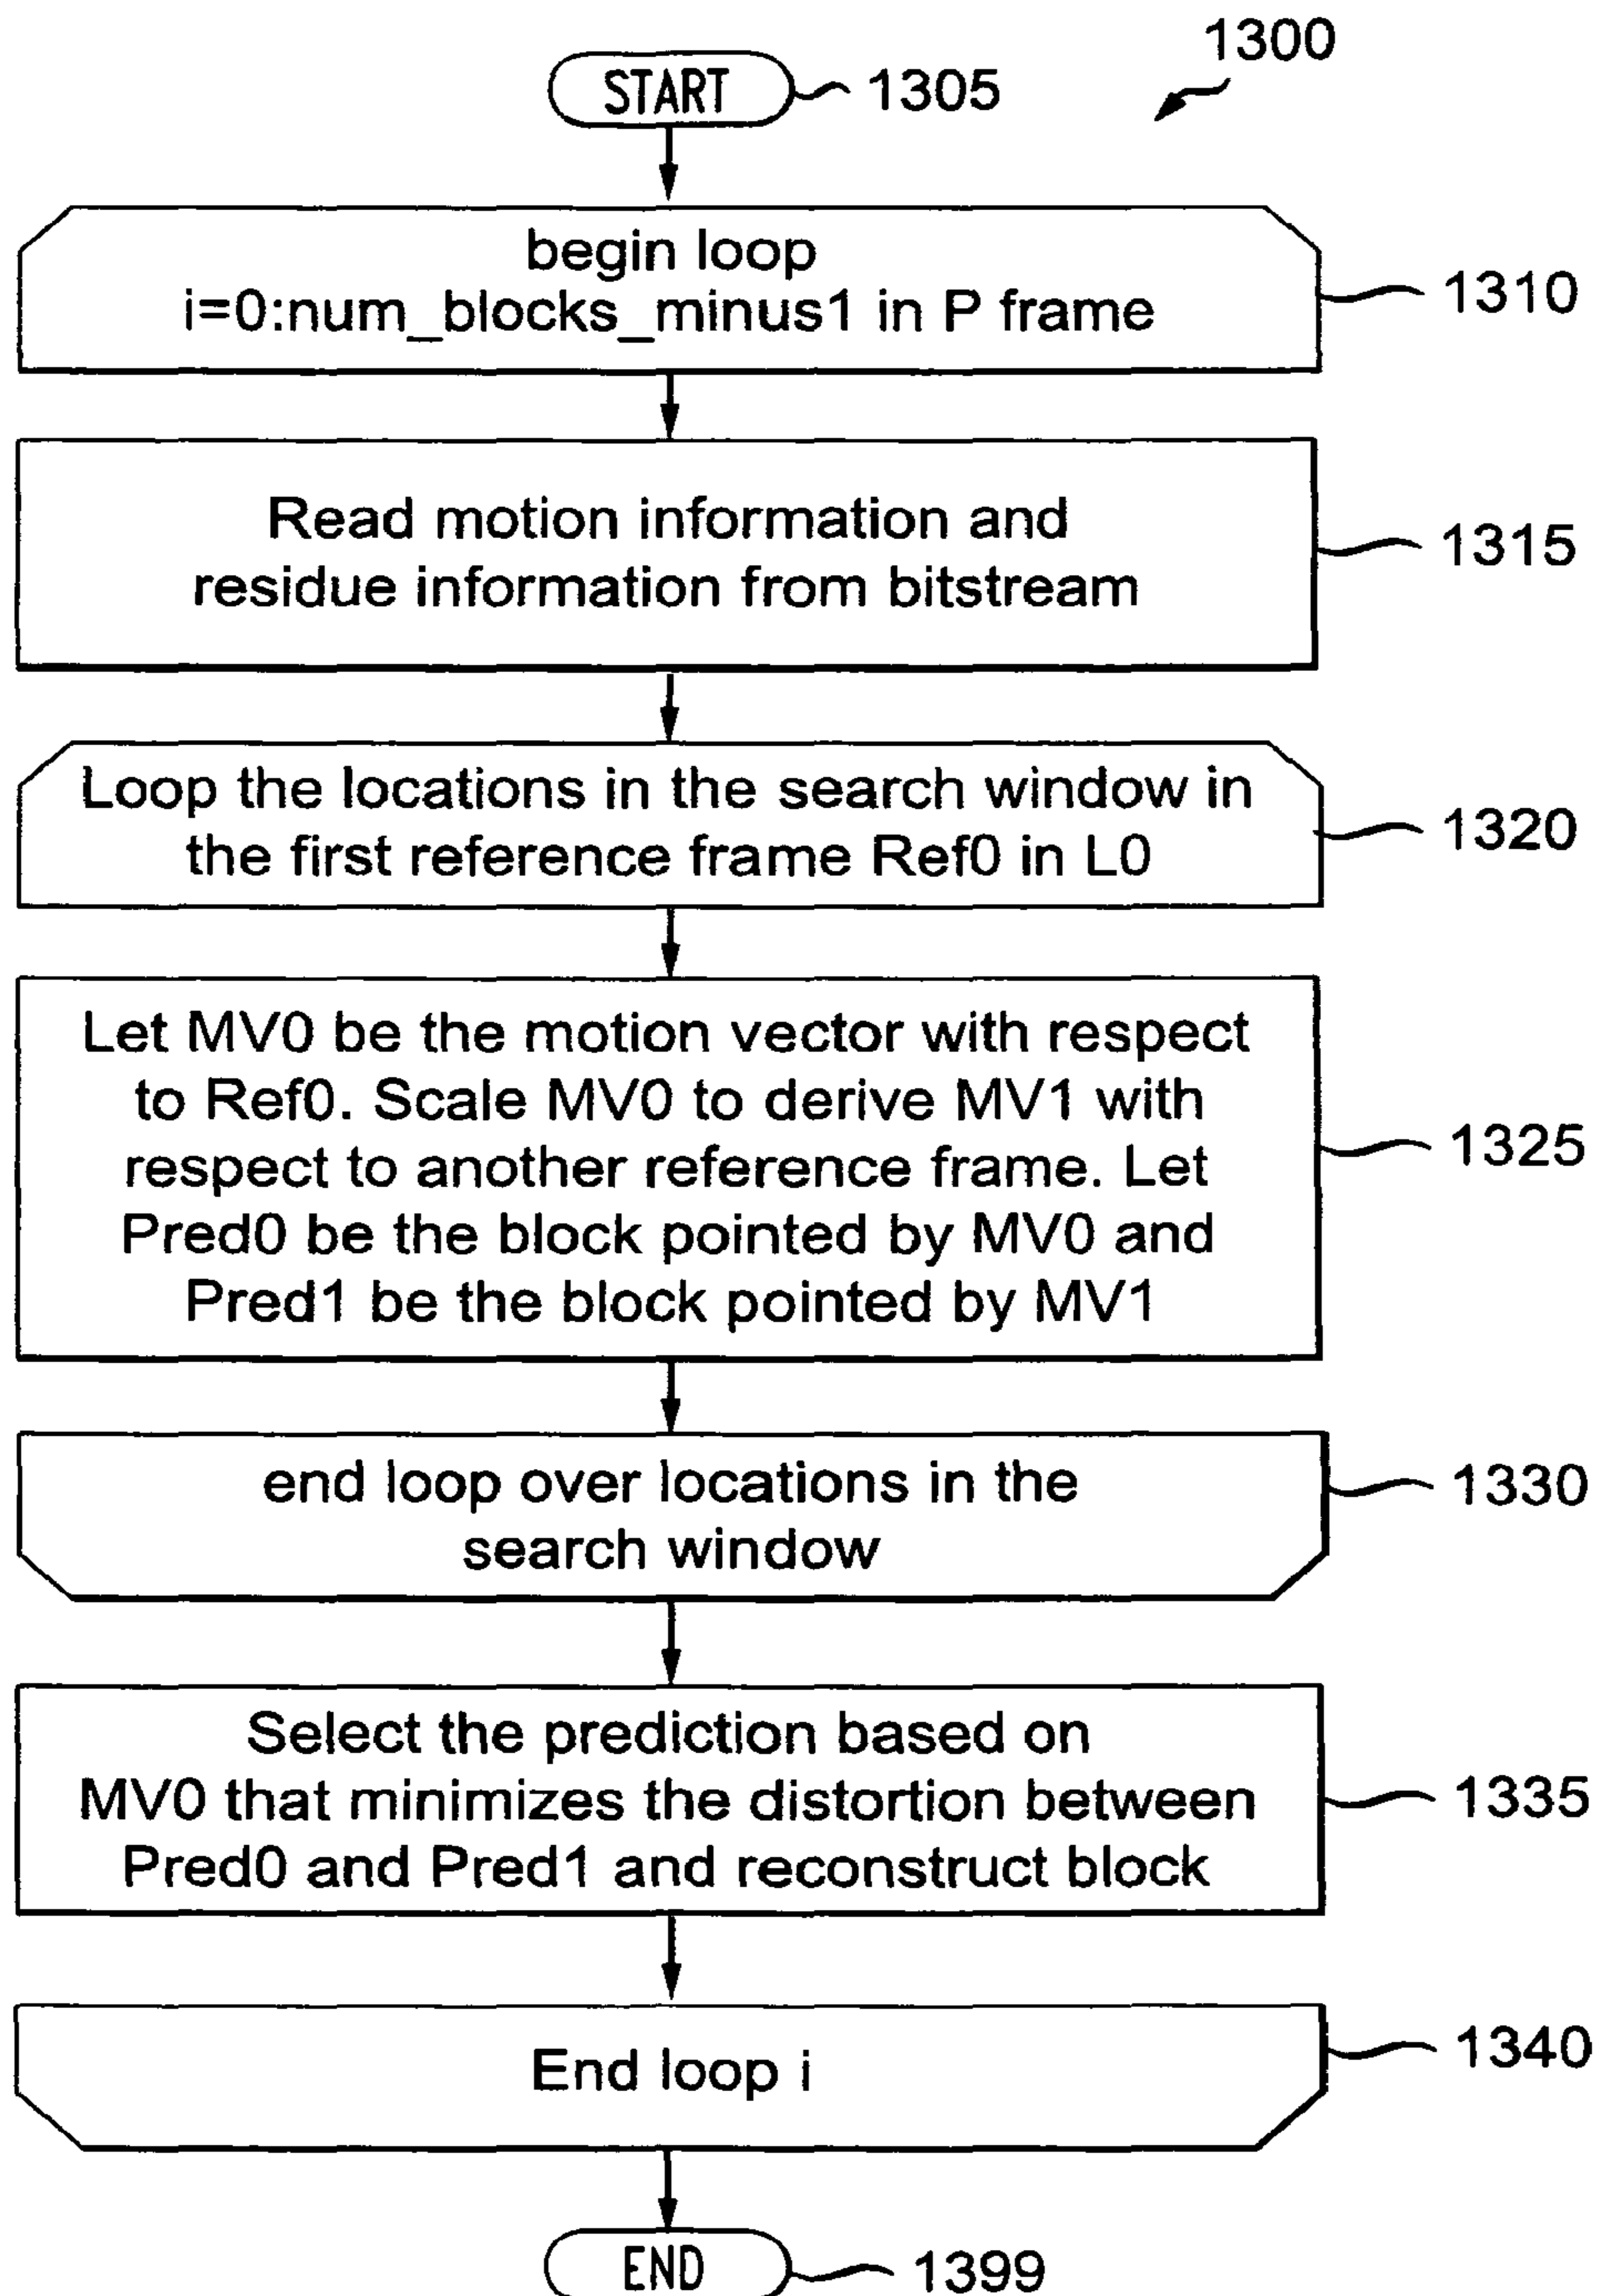 1300
START
1305
begin loop
i=0:num_blocks_minus1 in P frame
1310
Read motion information and
residue information from bitstream
1315
Loop the locations in the search window in
the first reference frame Ref0 in L0
1320
Let MV0 be the motion vector with respect
to Ref0. Scale MV0 to derive MV1 with
respect to another reference frame. Let
Pred0 be the block pointed by MV0 and
Pred1 be the block pointed by MV1
1325
end loop over locations in the
search window
1330
Select the prediction based on
MV0 that minimizes the distortion between
Pred0 and Pred1 and reconstruct block
1335
End loop i
1340
END
1399